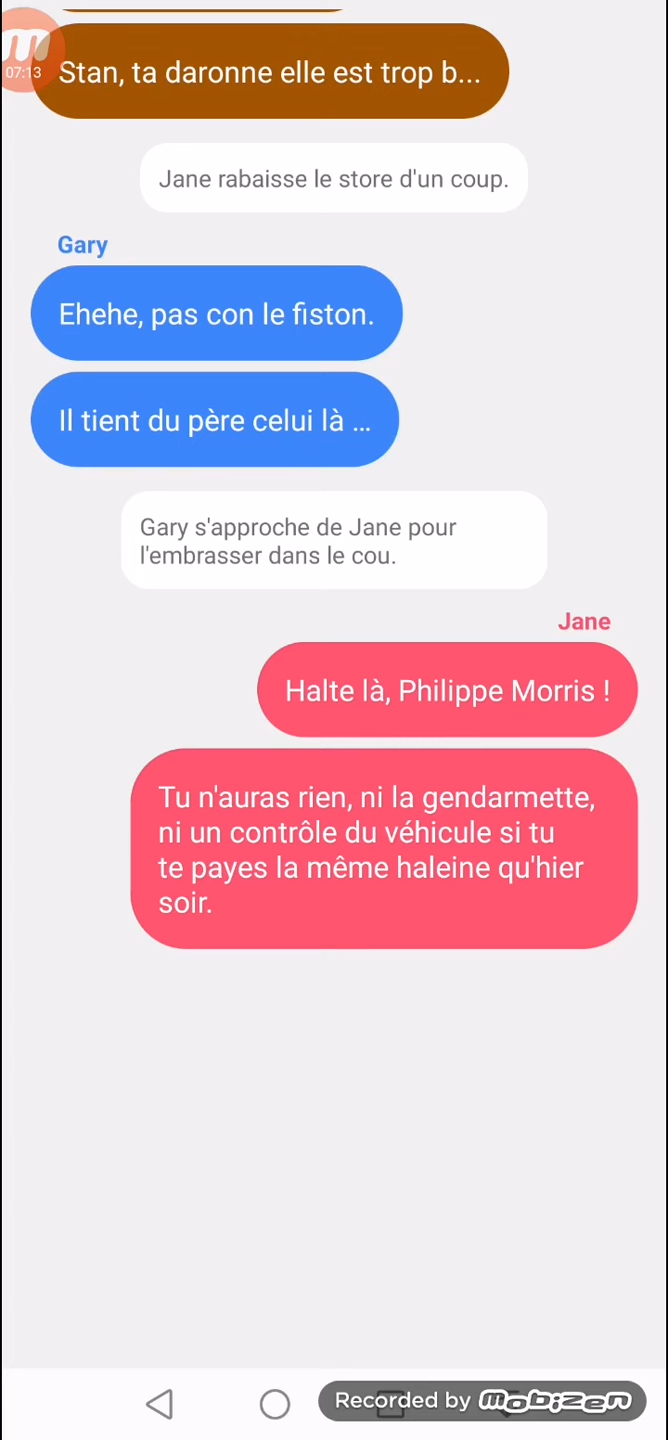 07:13
Stan, ta daronne elle est trop b...
Jane rabaisse le store d'un coup.
Gary
Ehehe, pas con le fiston.
Il tient du père celui là ...
Gary s'approche de Jane pour
l'embrasser dans le cou.
Jane
Halte là, Philippe Morris !
Tu n'auras rien, ni la gendarmette,
ni un contrôle du véhicule si tu
te payes la même haleine qu'hier
soir.
Recorded by mobizen